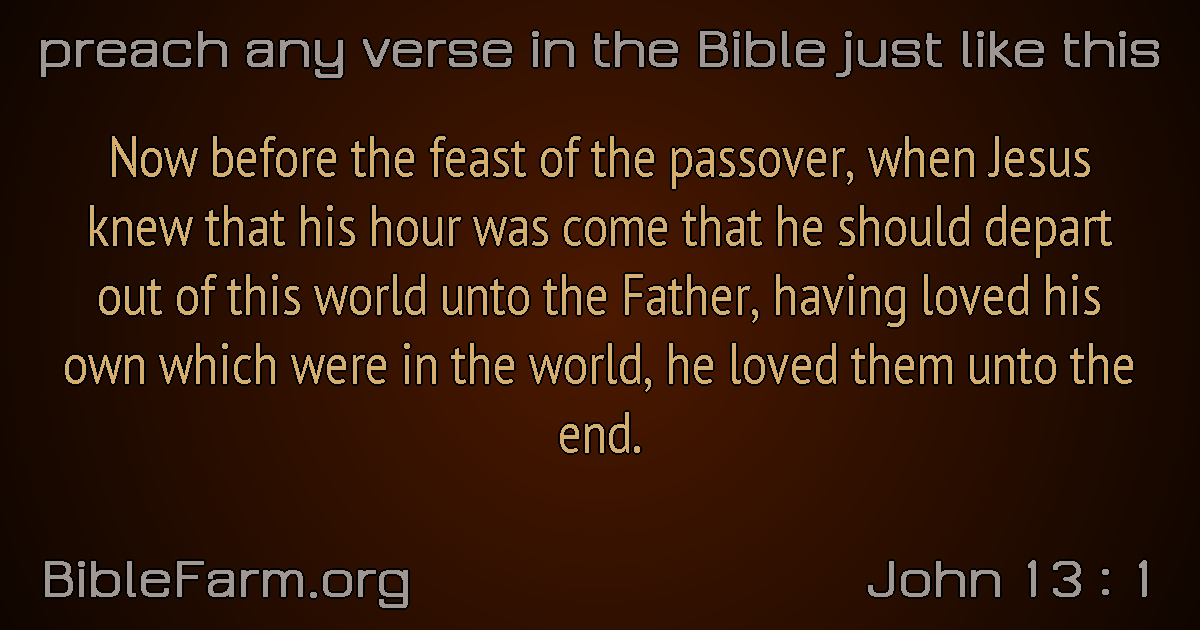 preach any verse in the Bible just like this
Now before the feast of the passover, when Jesus
knew that his hour was come that he should depart
out of this world unto the Father, having loved his
own which were in the world, he loved them unto the
end.
BibleFarm.org
John 13 : 1